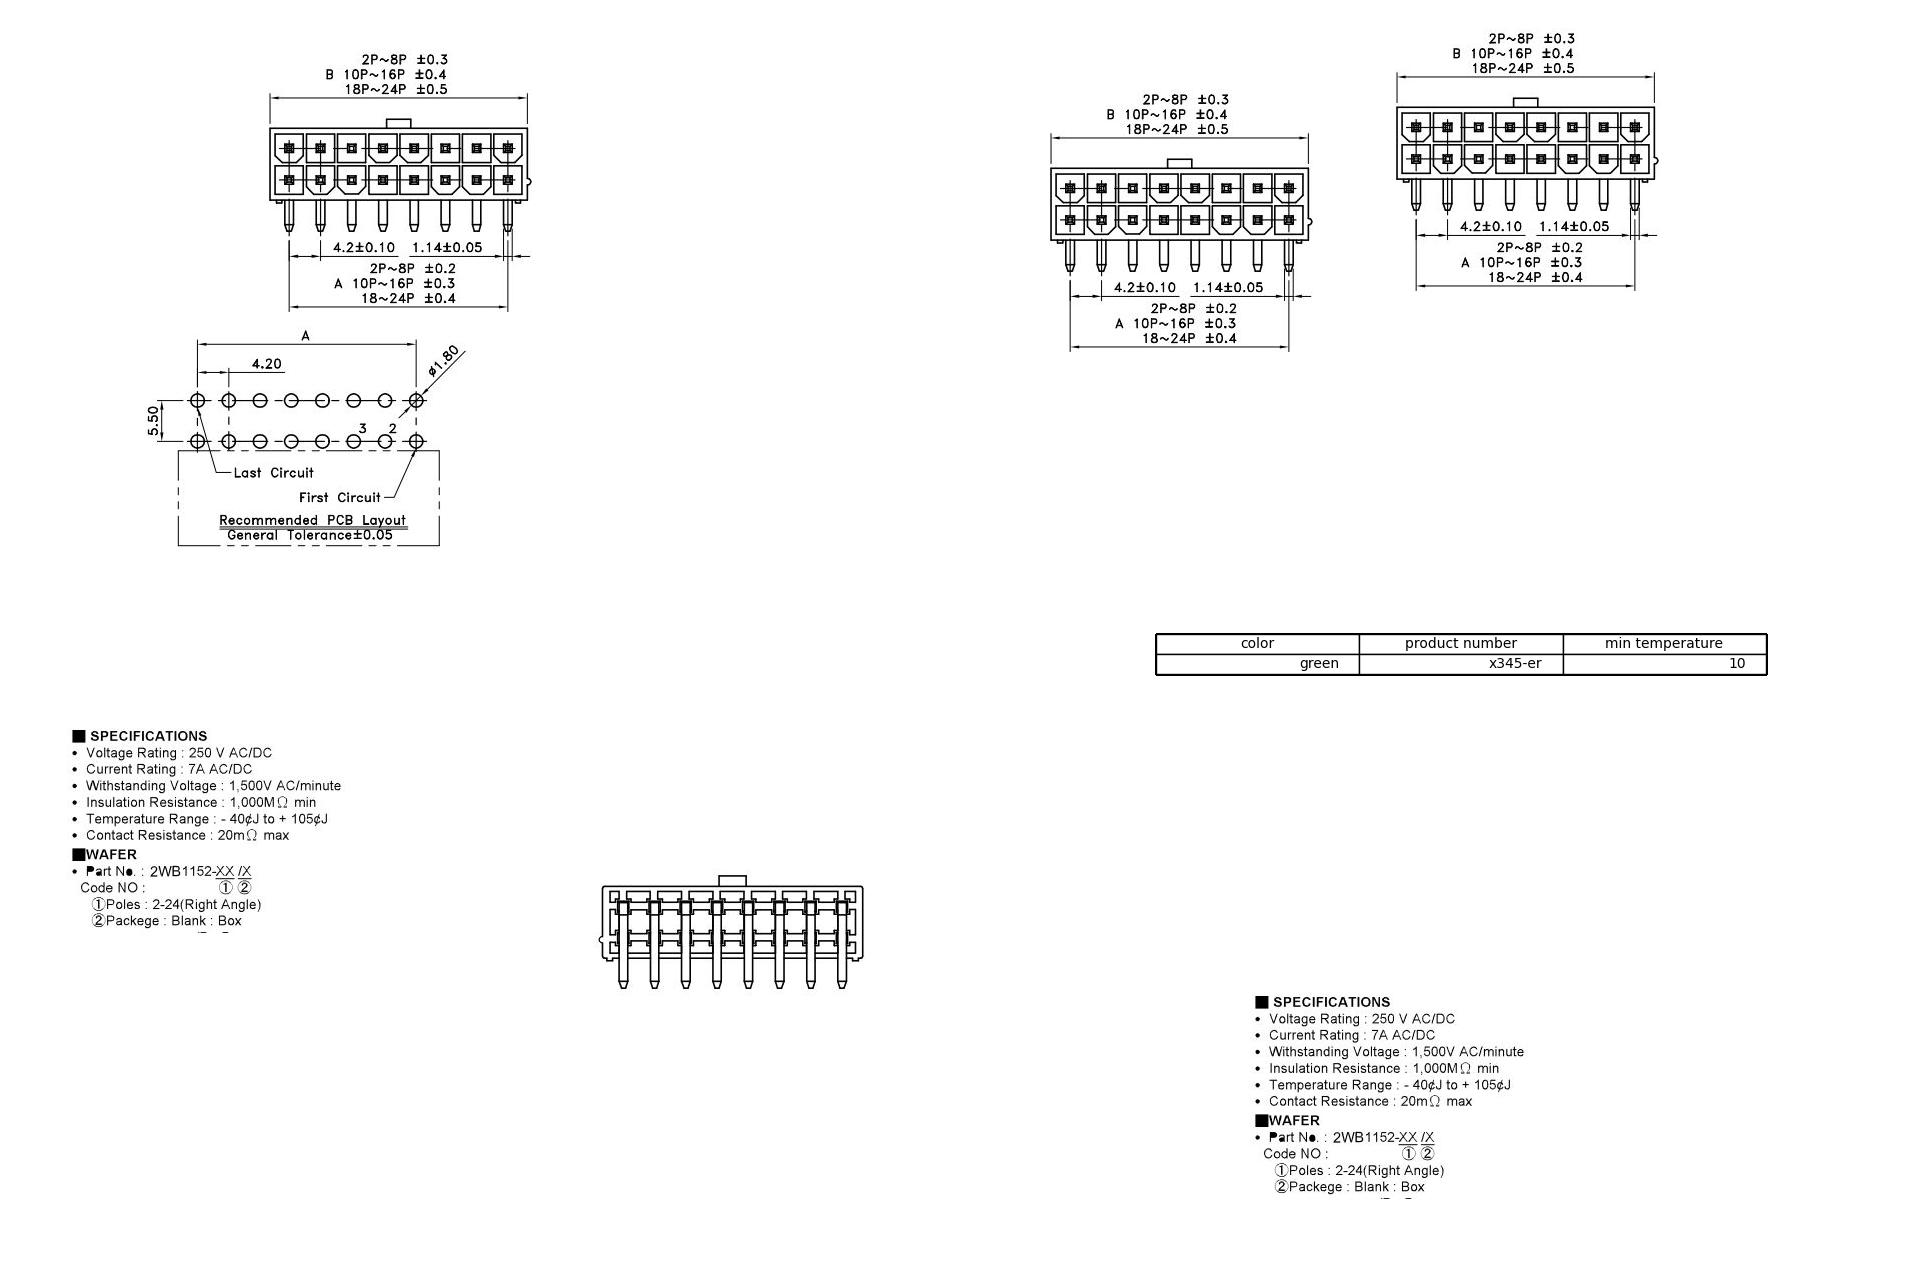 2P~8P ±0.3
B 10P~16P ±0.4
18P~24P ±0.5
4.2±0.10 1.14±0.05
2P~8P ±0.2
A 10P~16P ±0.3
18~24P ±0.4
A
4.20
ø1.80
5.50
3 2
Last Circuit
First Circuit
Recommended PCB Layout
General Tolerance±0.05
2P~8P ±0.3
B 10P~16P ±0.4
18P~24P ±0.5
4.2±0.10 1.14±0.05
2P~8P ±0.2
A 10P~16P ±0.3
18~24P ±0.4
2P~8P ±0.3
B 10P~16P ±0.4
18P~24P ±0.5
4.2±0.10 1.14±0.05
2P~8P ±0.2
A 10P~16P ±0.3
18~24P ±0.4
color product number min temperature
green x345-er 10
■ SPECIFICATIONS
• Voltage Rating : 250 V AC/DC
• Current Rating : 7A AC/DC
• Withstanding Voltage : 1,500V AC/minute
• Insulation Resistance : 1,000MΩ min
• Temperature Range : - 40¢J to + 105¢J
• Contact Resistance : 20mΩ max
■WAFER
• Part No. : 2WB1152-XX /X
Code NO : ① ②
①Poles : 2-24(Right Angle)
②Packege : Blank : Box
■ SPECIFICATIONS
• Voltage Rating : 250 V AC/DC
• Current Rating : 7A AC/DC
• Withstanding Voltage : 1,500V AC/minute
• Insulation Resistance : 1,000MΩ min
• Temperature Range : - 40¢J to + 105¢J
• Contact Resistance : 20mΩ max
■WAFER
• Part No. : 2WB1152-XX /X
Code NO : ① ②
①Poles : 2-24(Right Angle)
②Packege : Blank : Box